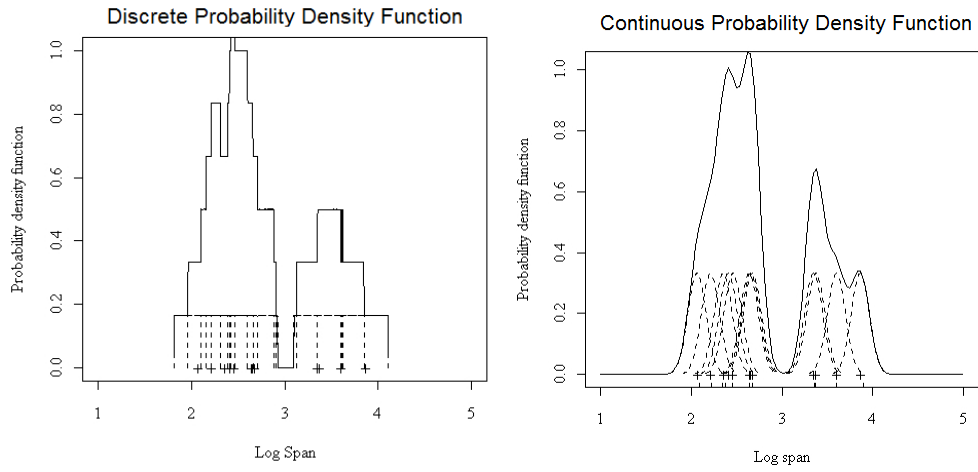 Discrete Probability Density Function
Probability density function
1.0
0.8
0.6
0.4
0.2
0.0
1 2 3 4 5
Log Span
Continuous Probability Density Function
Probability density function
1.0
0.8
0.6
0.4
0.2
0.0
1 2 3 4 5
Log span